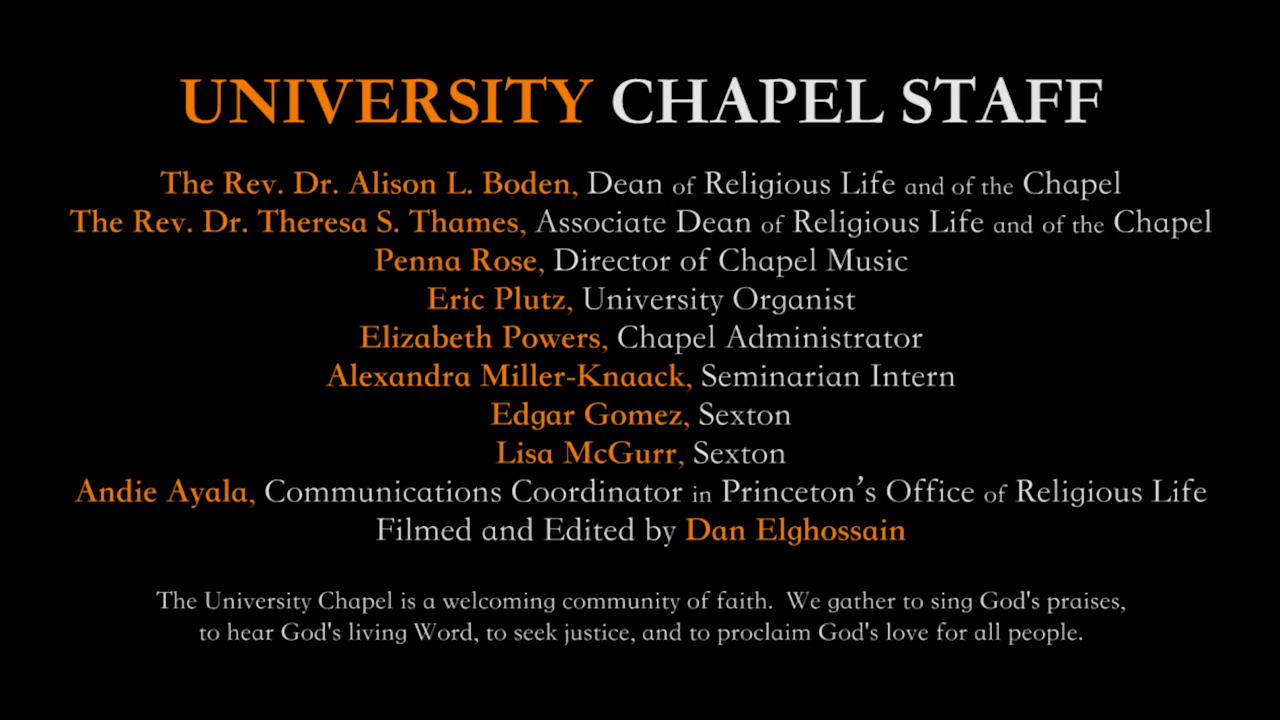 UNIVERSITY CHAPEL STAFF
The Rev. Dr. Alison L. Boden, Dean of Religious Life and of the Chapel
The Rev. Dr. Theresa S. Thames, Associate Dean of Religious Life and of the Chapel
Penna Rose, Director of Chapel Music
Eric Plutz, University Organist
Elizabeth Powers, Chapel Administrator
Alexandra Miller-Knaack, Seminarian Intern
Edgar Gomez, Sexton
Lisa McGurr, Sexton
Andie Ayala, Communications Coordinator in Princeton’s Office of Religious Life
Filmed and Edited by Dan Elghossain
The University Chapel is a welcoming community of faith.  We gather to sing God's praises,
to hear God's living Word, to seek justice, and to proclaim God's love for all people.